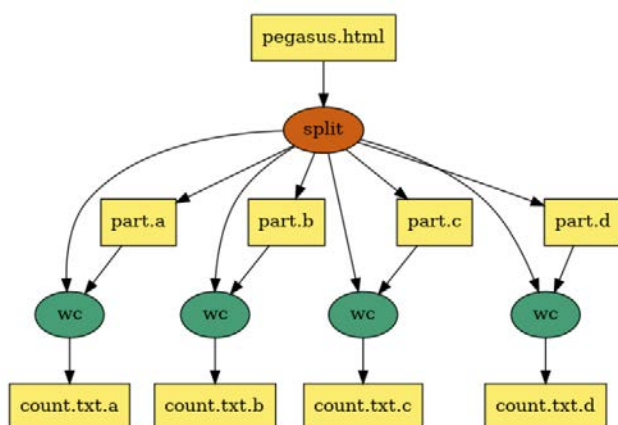 pegasus.html
split
part.a
part.b
part.c
part.d
wc
wc
wc
wc
count.txt.a
count.txt.b
count.txt.c
count.txt.d